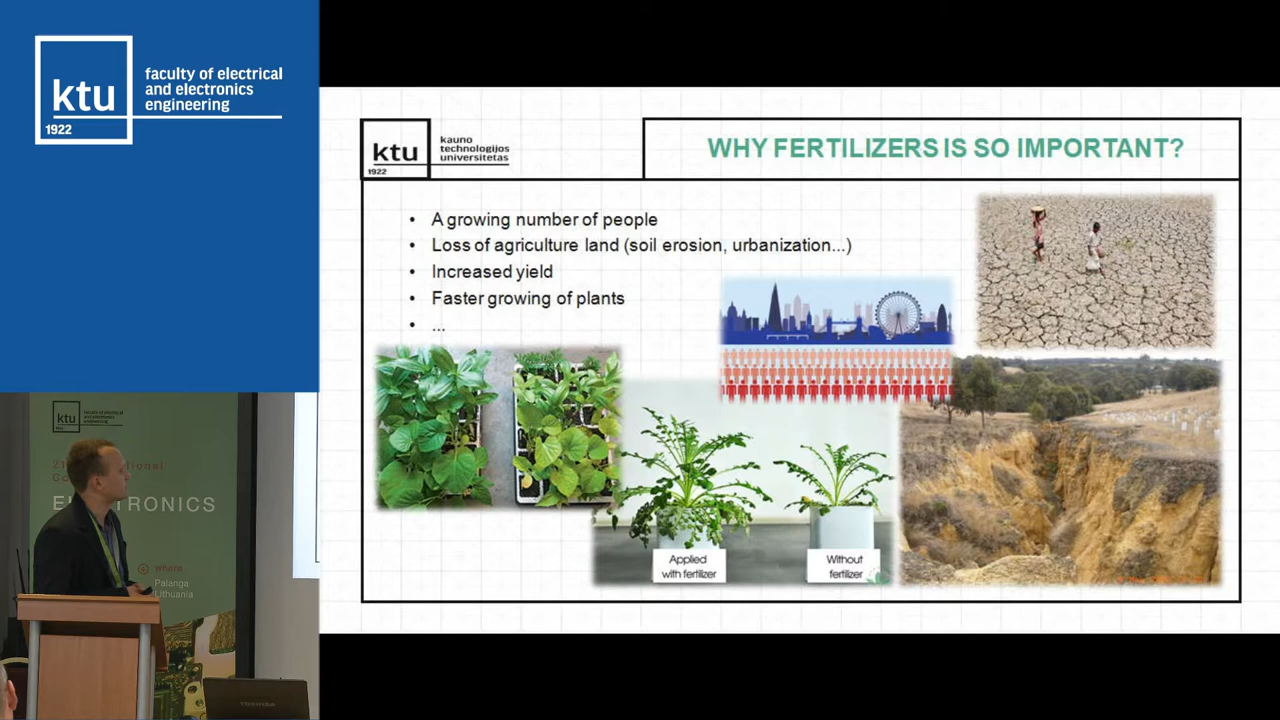 ktu
1922
faculty of electrical
and electronics
engineering
ktu
1922
kauno
technologijos
universitetas
WHY FERTILIZERS IS SO IMPORTANT?
• A growing number of people
• Loss of agriculture land (soil erosion, urbanization...)
• Increased yield
• Faster growing of plants
• ...
Applied
with fertilizer
Without
fertilizer
ktu
faculty of electrical
and electronics
engineering
where
Palanga
Lithuania
TOSHIBA